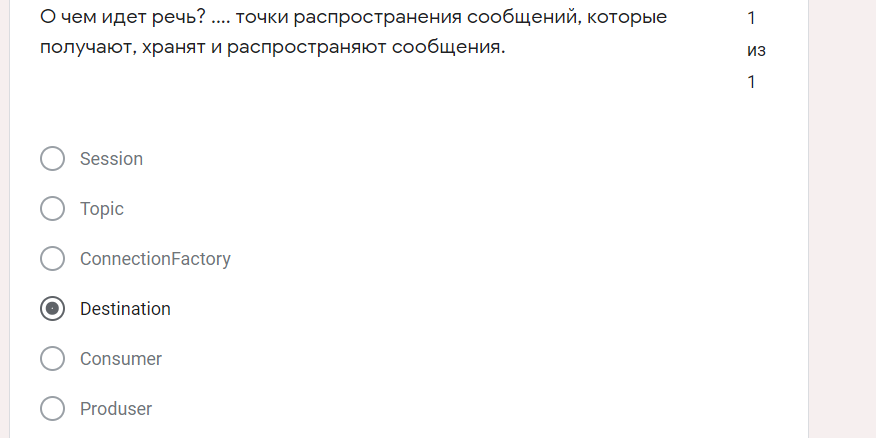 О чем идет речь? .... точки распространения сообщений, которые
получают, хранят и распространяют сообщения.
1
из
1
Session
Topic
ConnectionFactory
Destination
Consumer
Produser